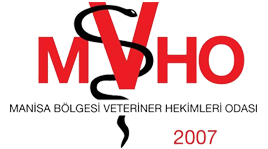 MVHO
MANİSA BÖLGESİ VETERİNER HEKİMLERİ ODASI
2007